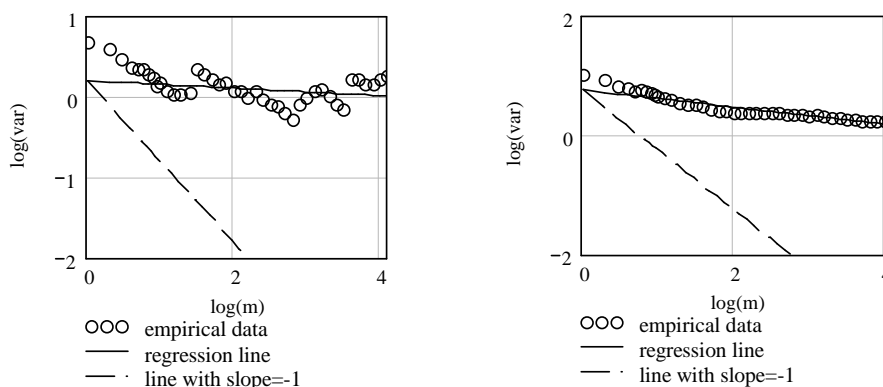 1
0
−1
−2
log(var)
0
2
4
log(m)
empirical data
regression line
line with slope=-1
2
0
−2
log(var)
0
2
4
log(m)
empirical data
regression line
line with slope=-1